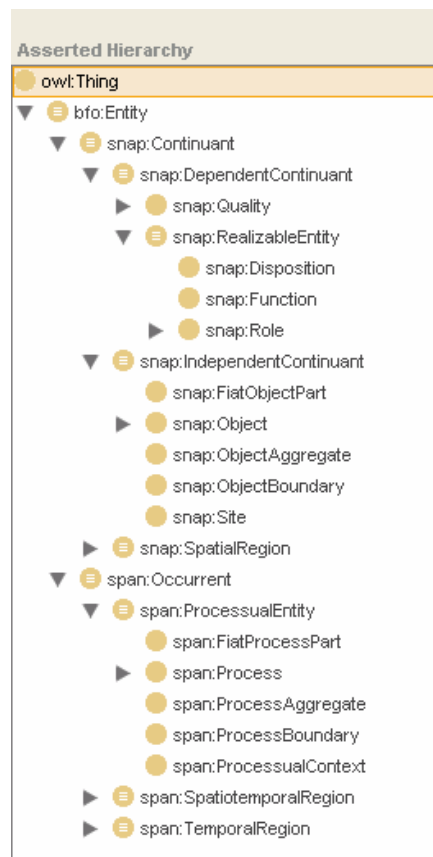 Asserted Hierarchy
owl:Thing
bfo:Entity
snap:Continuant
snap:DependentContinuant
snap:Quality
snap:RealizableEntity
snap:Disposition
snap:Function
snap:Role
snap:IndependentContinuant
snap:FiatObjectPart
snap:Object
snap:ObjectAggregate
snap:ObjectBoundary
snap:Site
snap:SpatialRegion
span:Occurrent
span:ProcessualEntity
span:FiatProcessPart
span:Process
span:ProcessAggregate
span:ProcessBoundary
span:ProcessualContext
span:SpatiotemporalRegion
span:TemporalRegion